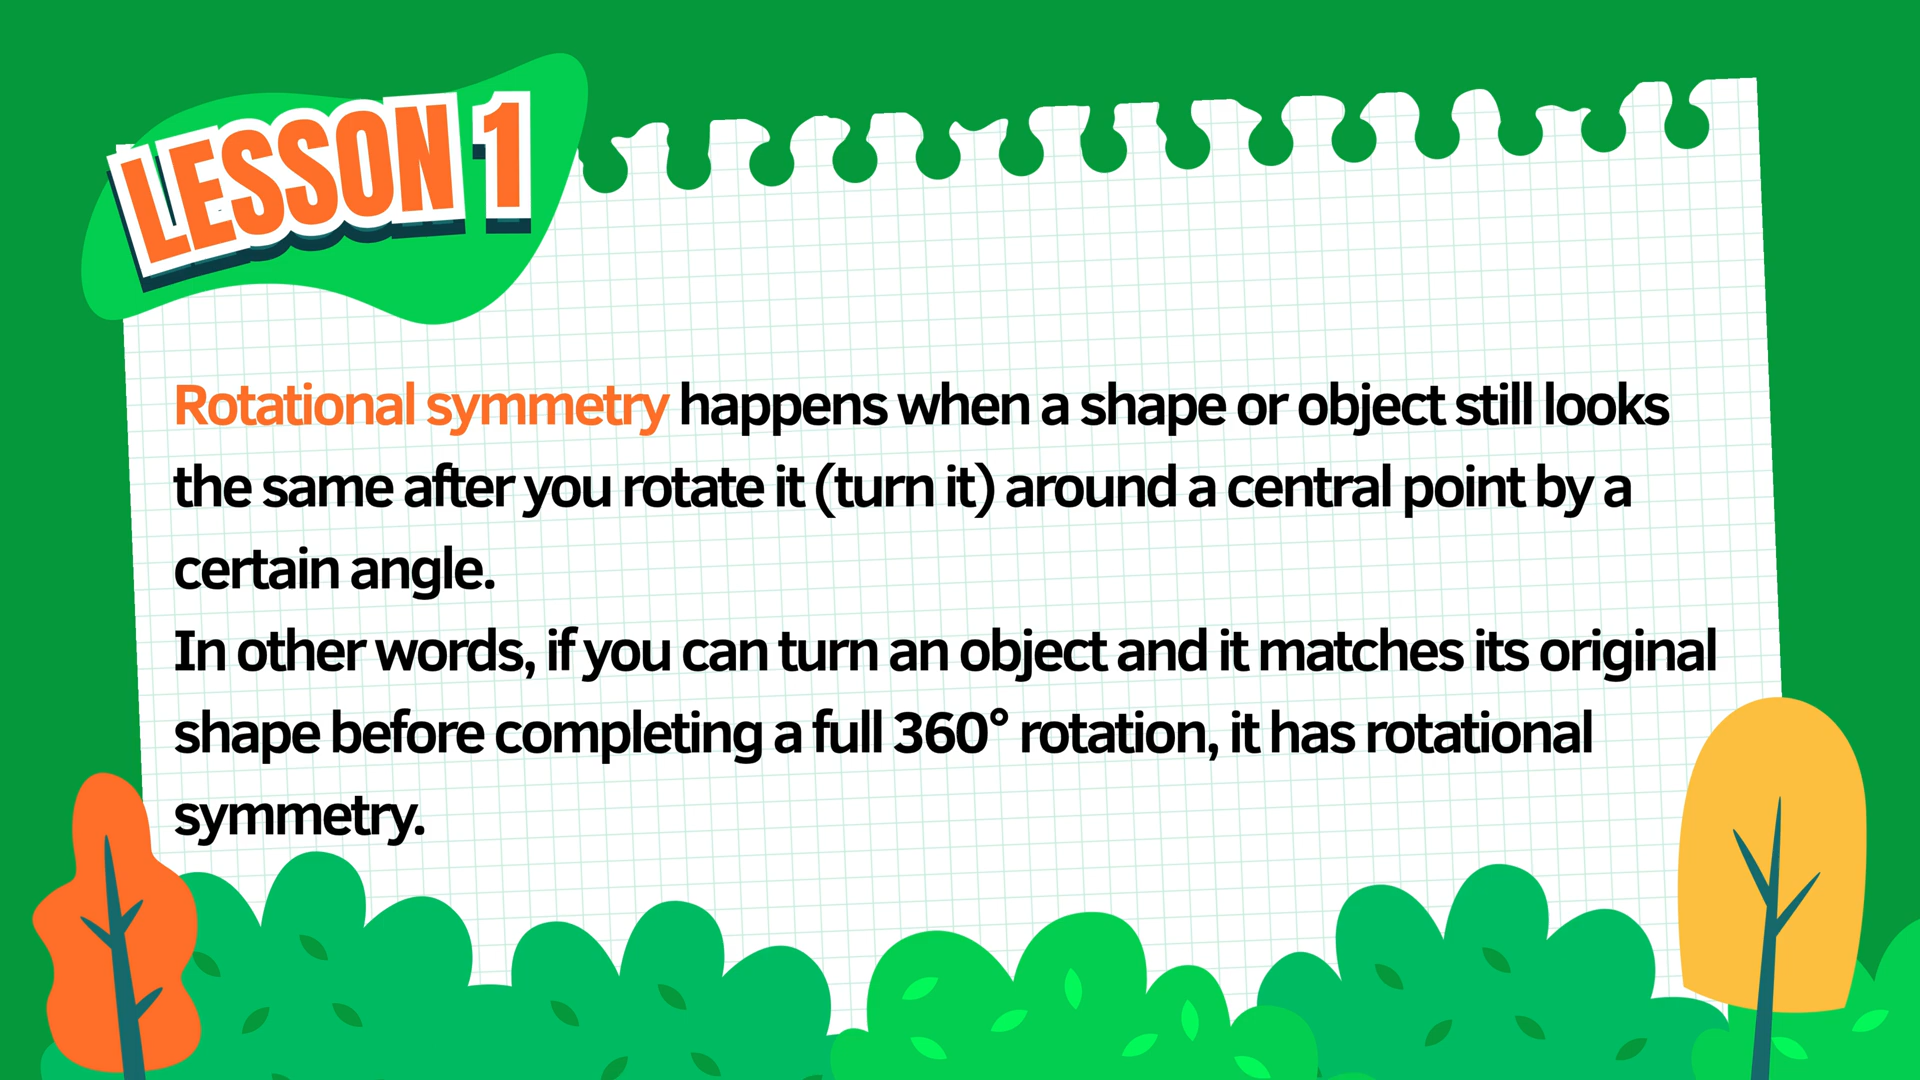 LESSON 1
Rotational symmetry happens when a shape or object still looks
the same after you rotate it (turn it) around a central point by a
certain angle.
In other words, if you can turn an object and it matches its original
shape before completing a full 360° rotation, it has rotational
symmetry.